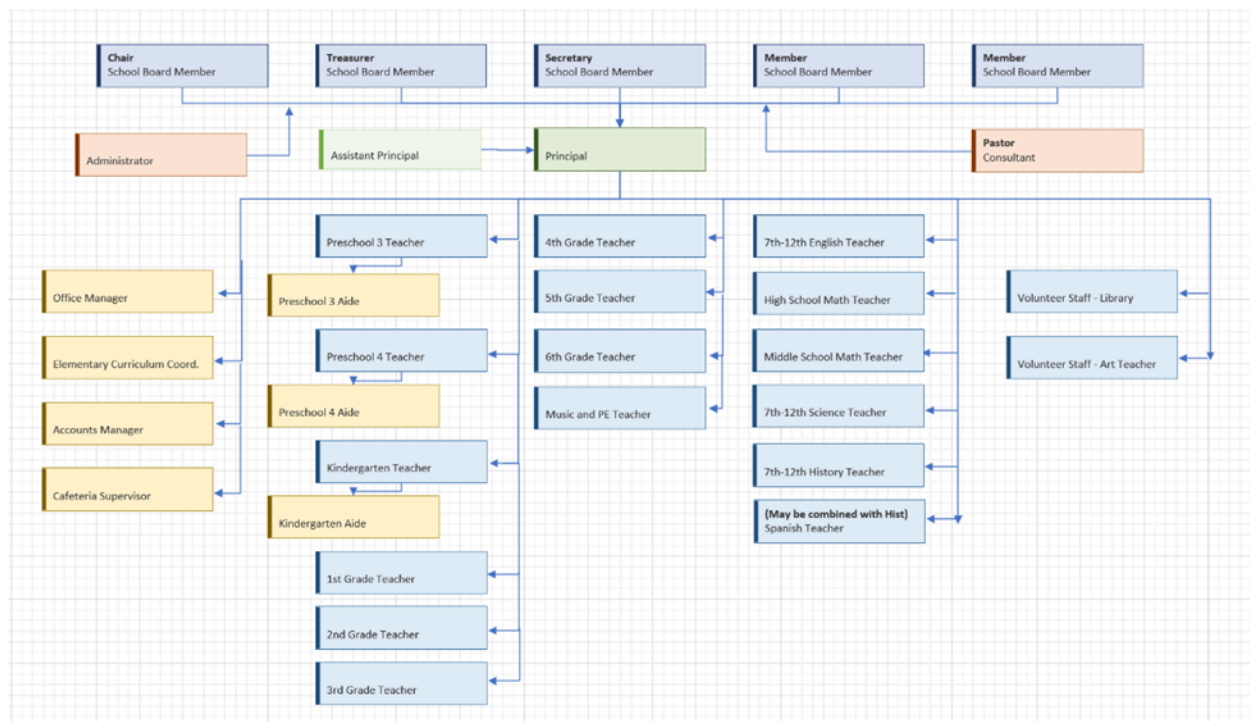 Chair
School Board Member
Treasurer
School Board Member
Secretary
School Board Member
Member
School Board Member
Member
School Board Member
Administrator
Assistant Principal
Principal
Pastor
Consultant
Office Manager
Elementary Curriculum Coord.
Accounts Manager
Cafeteria Supervisor
Preschool 3 Teacher
Preschool 3 Aide
Preschool 4 Teacher
Preschool 4 Aide
Kindergarten Teacher
Kindergarten Aide
1st Grade Teacher
2nd Grade Teacher
3rd Grade Teacher
4th Grade Teacher
5th Grade Teacher
6th Grade Teacher
Music and PE Teacher
7th-12th English Teacher
High School Math Teacher
Middle School Math Teacher
7th-12th Science Teacher
7th-12th History Teacher
(May be combined with Hist)
Spanish Teacher
Volunteer Staff - Library
Volunteer Staff - Art Teacher